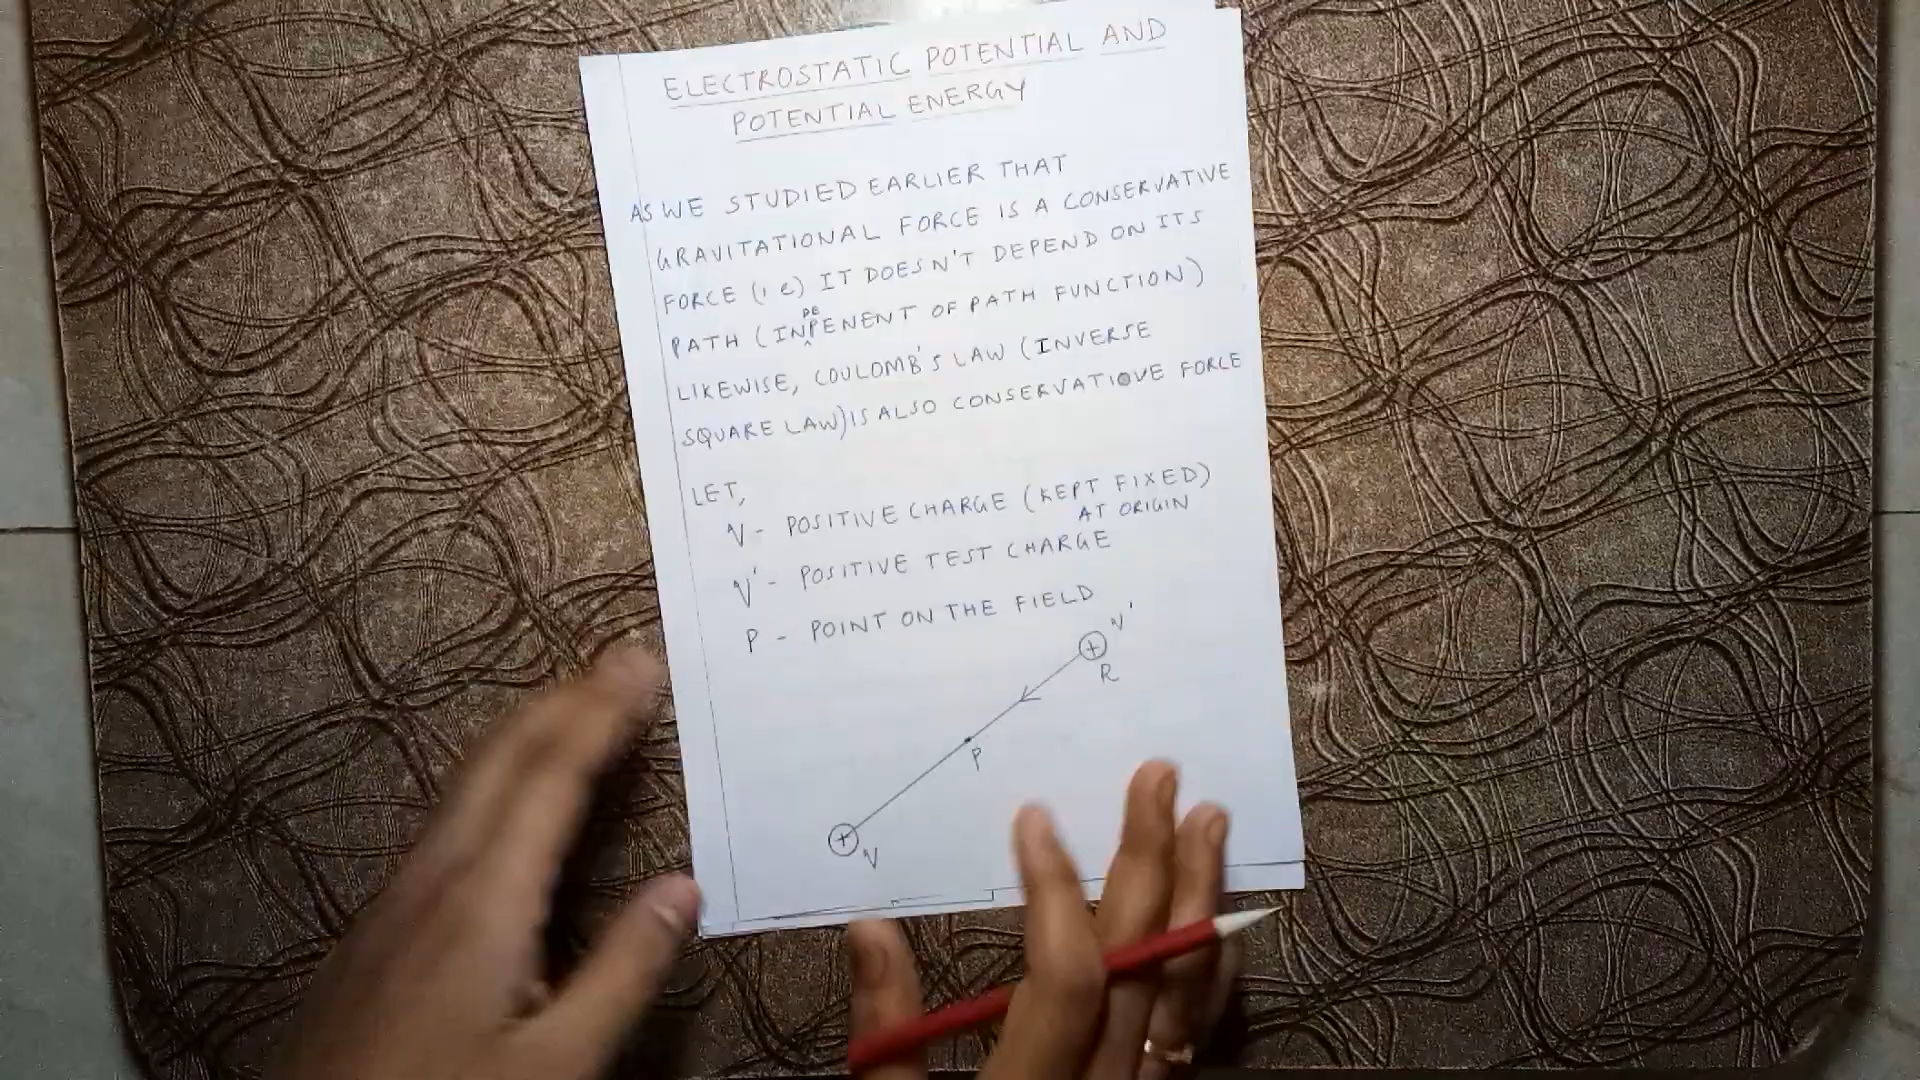 ELECTROSTATIC POTENTIAL AND
POTENTIAL ENERGY
AS WE STUDIED EARLIER THAT
GRAVITATIONAL FORCE IS A CONSERVATIVE
FORCE (i e) IT DOESN'T DEPEND ON ITS
DE
PATH (INPENENT OF PATH FUNCTION)
LIKEWISE, COULOMB'S LAW (INVERSE
SQUARE LAW) IS ALSO CONSERVATIOVE FORCE
LET,
V - POSITIVE CHARGE (KEPT FIXED)
AT ORIGIN
V' - POSITIVE TEST CHARGE
P - POINT ON THE FIELD
+ V'
R
P
+ V